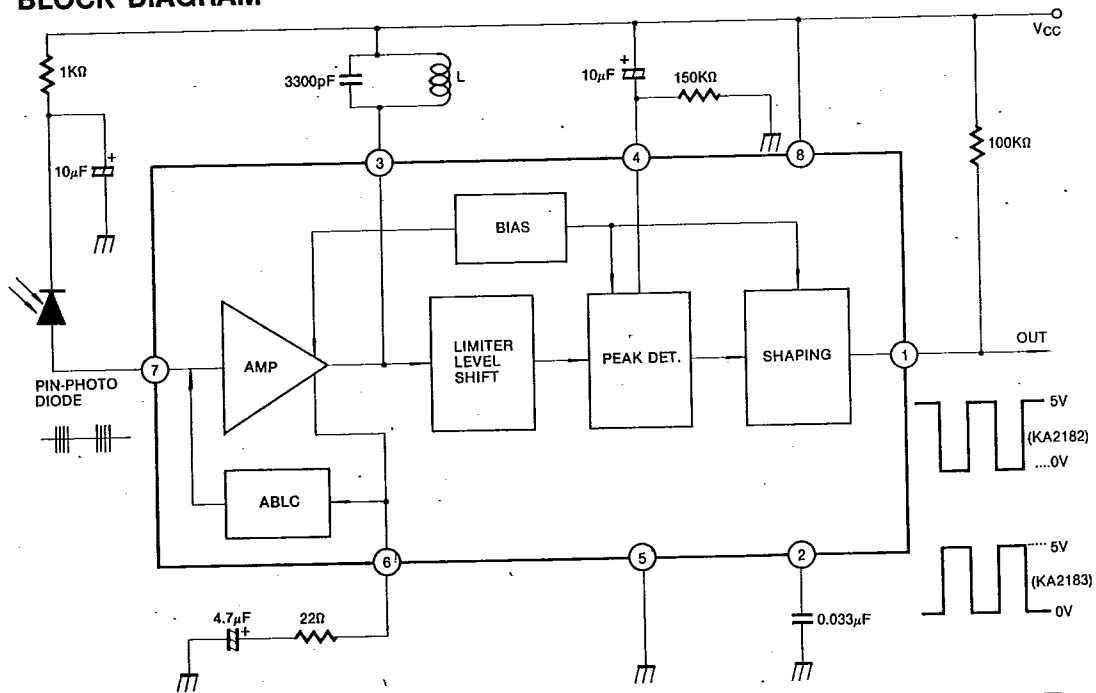 BLOCK DIAGRAM
VCC
1KΩ
3300pF
L
10μF
150KΩ
100KΩ
10μF
3
4
8
BIAS
AMP
LIMITER
LEVEL
SHIFT
PEAK DET.
SHAPING
7
1
OUT
PIN-PHOTO
DIODE
5V
(KA2182)
....0V
ABLC
6
5
2
5V
(KA2183)
0V
4.7μF
22Ω
0.033μF